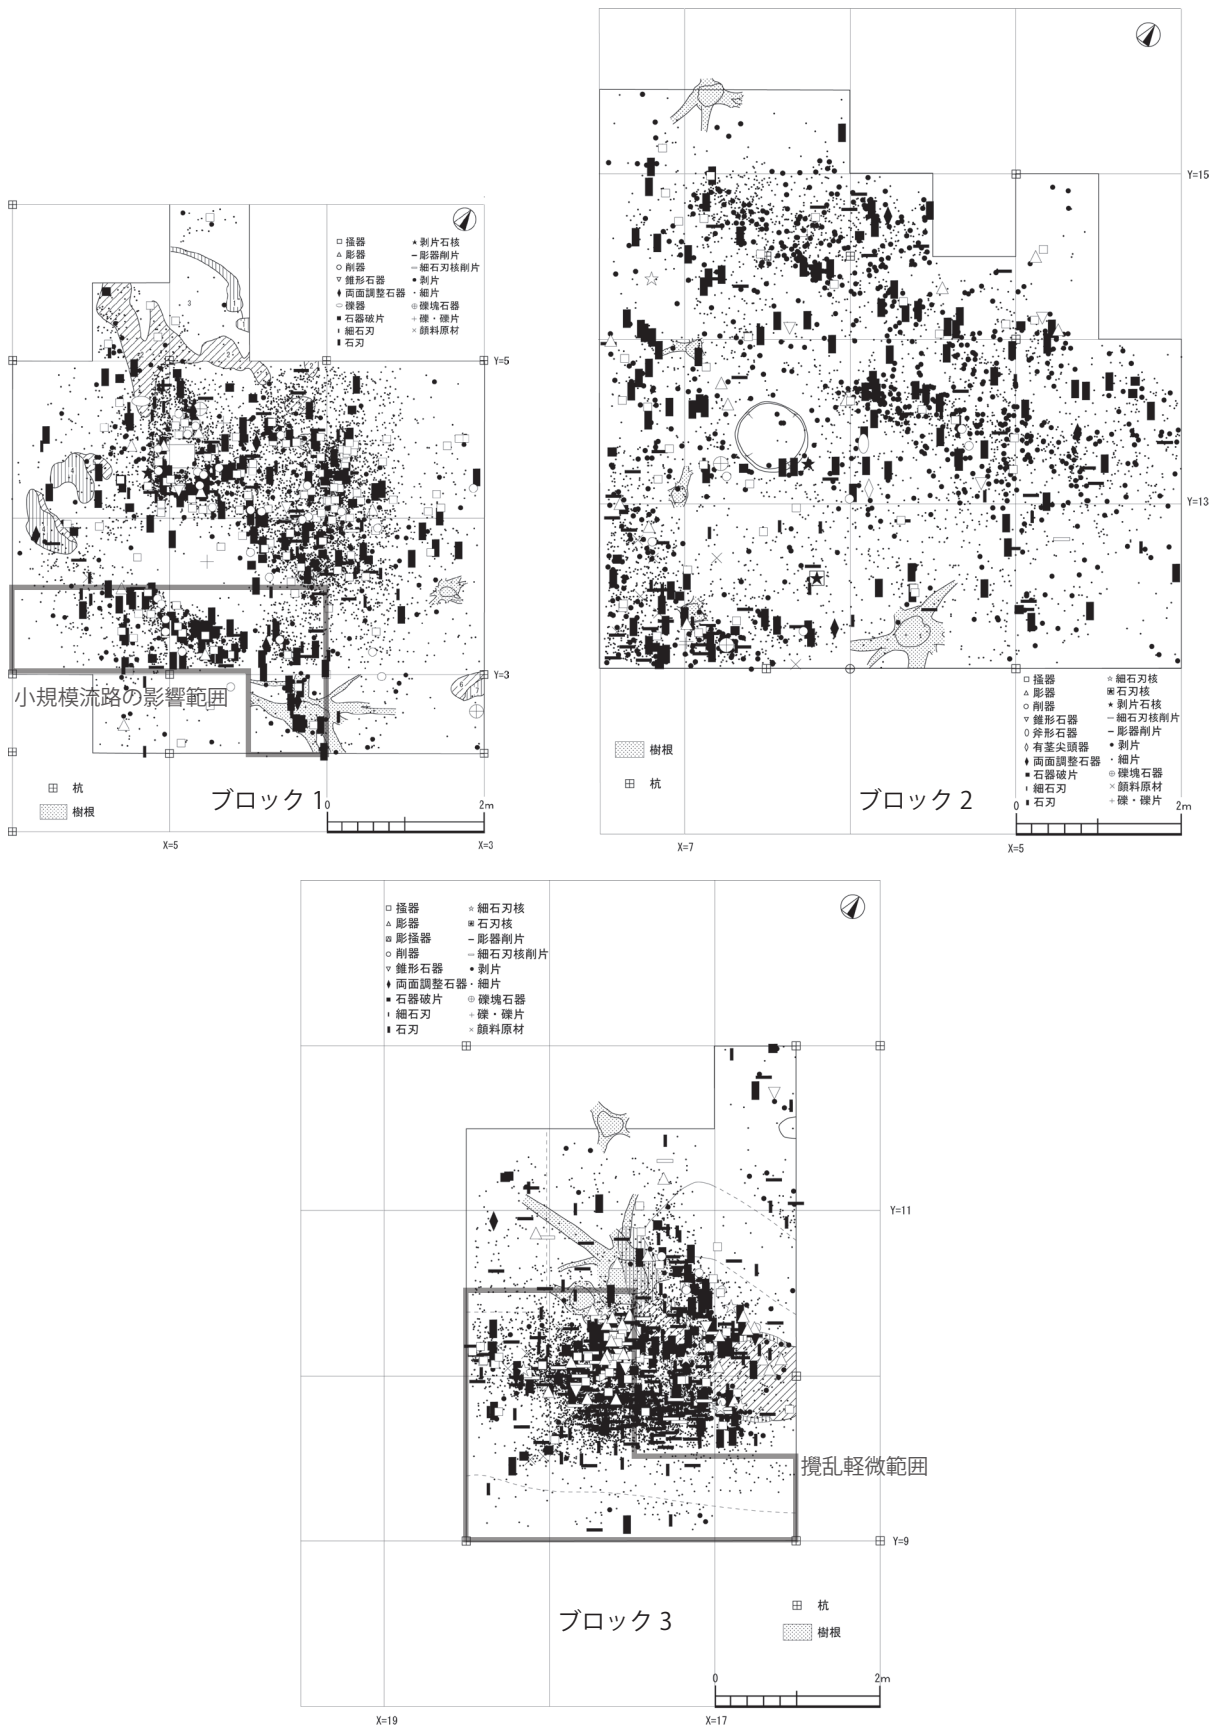 □ 掻器
△ 彫器
○ 削器
▽ 錐形石器
♦ 両面調整石器
⬭ 礫器
■ 石器破片
ı 細石刃
▮ 石刃
★ 剥片石核
━ 彫器削片
═ 細石刃核削片
● 剥片
・ 細片
⊕ 礫塊石器
+ 礫・礫片
× 顔料原材
Y=5
Y=3
小規模流路の影響範囲
⊞ 杭
樹根
ブロック 1
0
2m
X=5
X=3
Y=15
Y=13
□ 掻器
△ 彫器
○ 削器
▽ 錐形石器
⬯ 斧形石器
◊ 有茎尖頭器
♦ 両面調整石器
■ 石器破片
ı 細石刃
▮ 石刃
☆ 細石刃核
石刃核
★ 剥片石核
═ 細石刃核削片
━ 彫器削片
● 剥片
・ 細片
⊕ 礫塊石器
× 顔料原材
+ 礫・礫片
樹根
⊞ 杭
ブロック 2
0
2m
X=7
X=5
□ 掻器
△ 彫器
彫掻器
○ 削器
▽ 錐形石器
♦ 両面調整石器
■ 石器破片
ı 細石刃
▮ 石刃
☆ 細石刃核
石刃核
━ 彫器削片
═ 細石刃核削片
● 剥片
・ 細片
⊕ 礫塊石器
+ 礫・礫片
× 顔料原材
Y=11
攪乱軽微範囲
Y=9
⊞ 杭
樹根
ブロック 3
0
2m
X=19
X=17